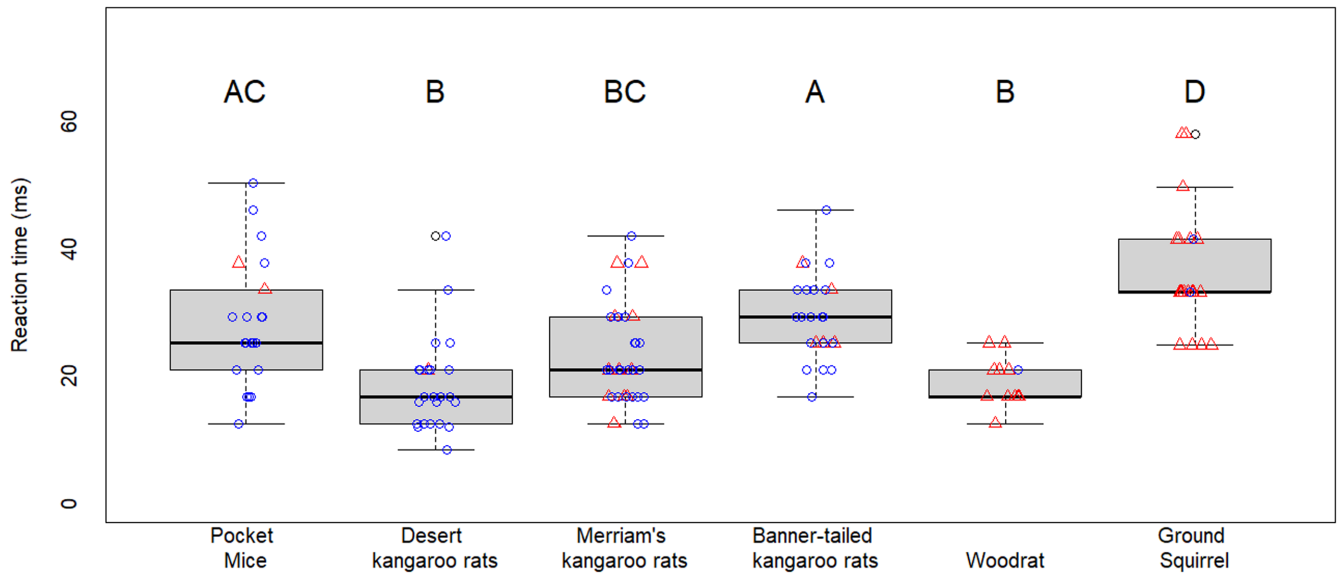 AC B BC A B D
60
40
20
0
Reaction time (ms)
Pocket Mice
Desert kangaroo rats
Merriam's kangaroo rats
Banner-tailed kangaroo rats
Woodrat
Ground Squirrel